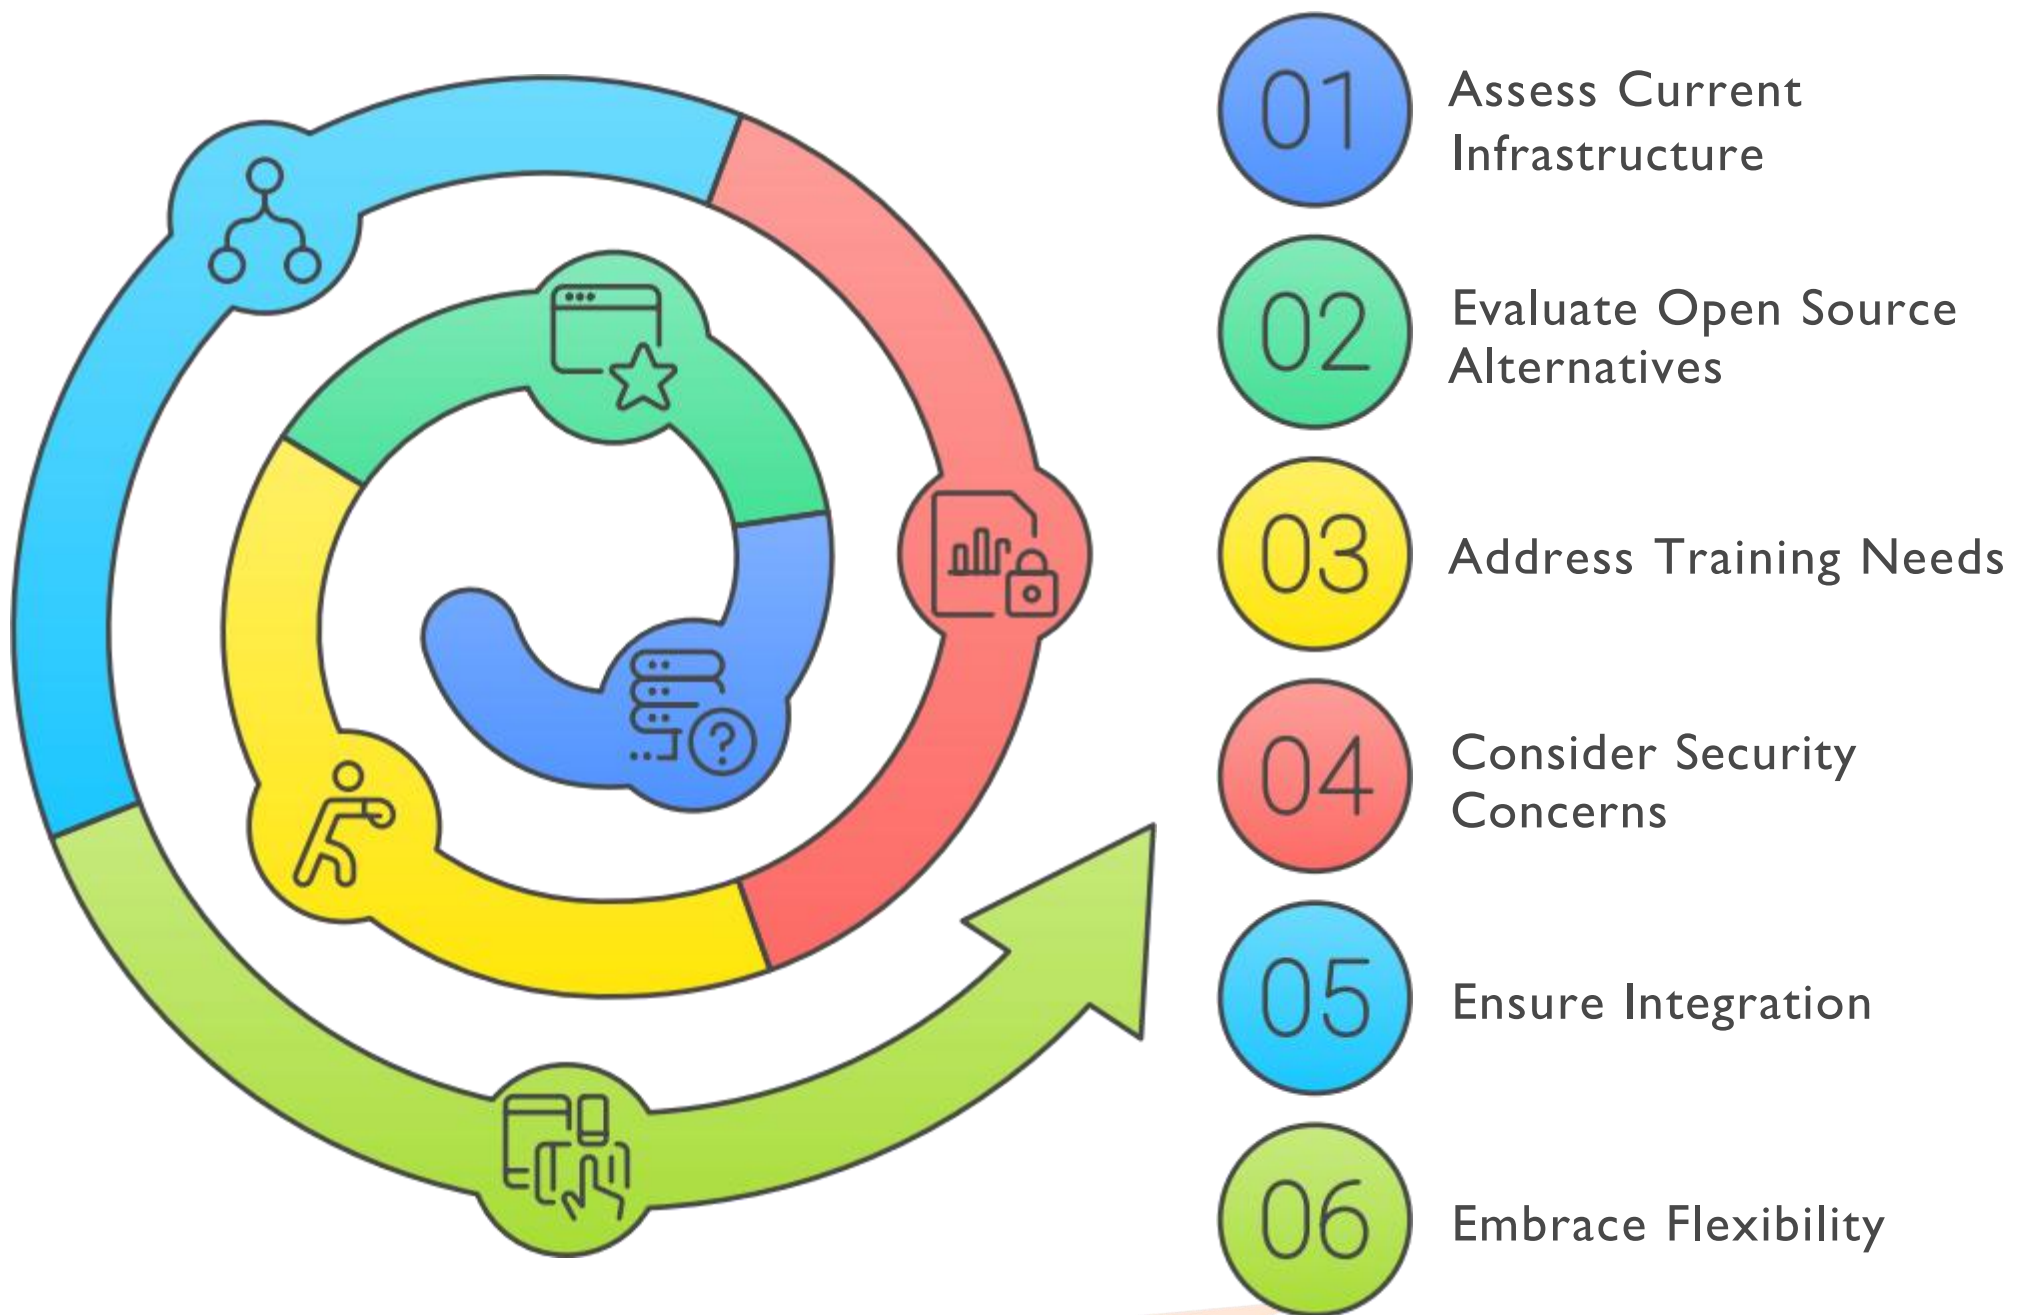 01
Assess Current
Infrastructure
02
Evaluate Open Source
Alternatives
03
Address Training Needs
04
Consider Security
Concerns
05
Ensure Integration
06
Embrace Flexibility